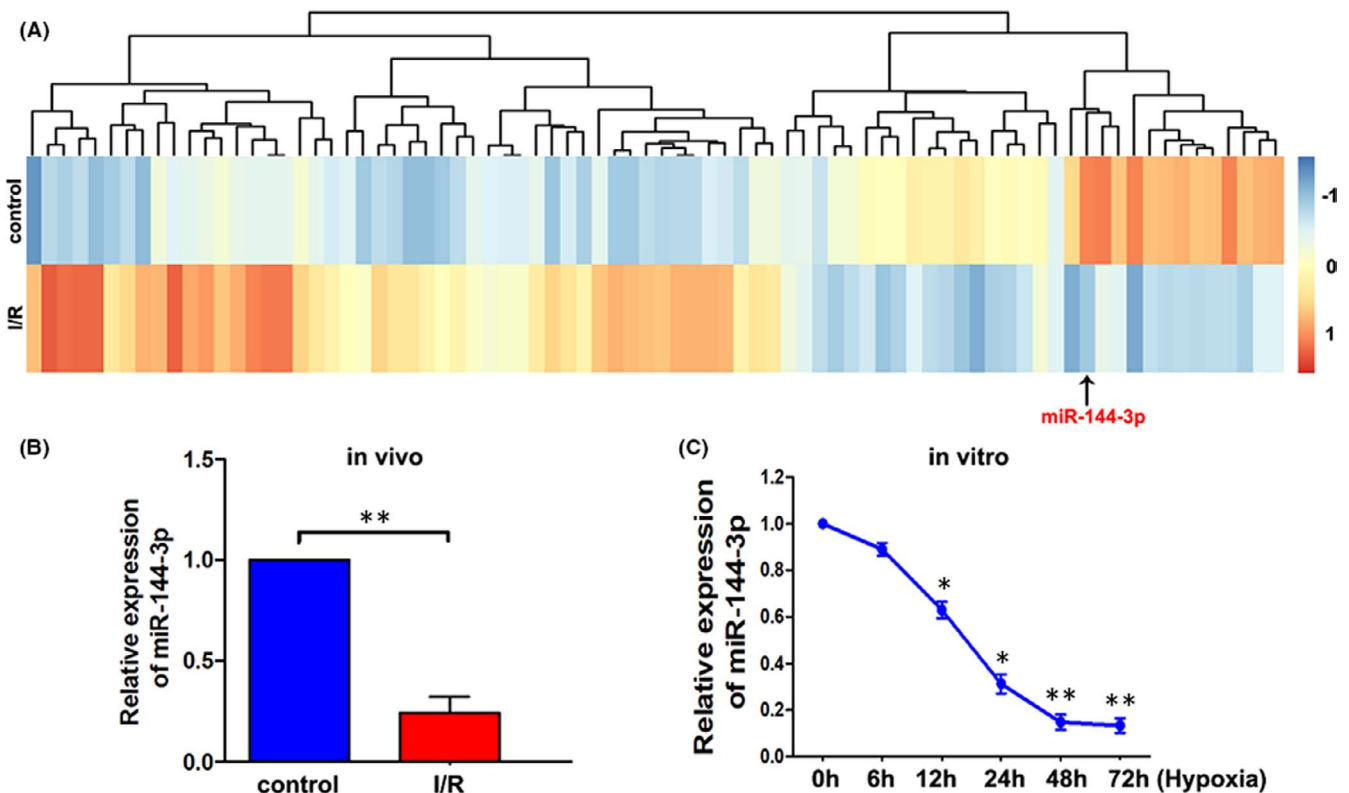 (A)
control
I/R
-1
0
1
miR-144-3p
(B)
in vivo
Relative expression
of miR-144-3p
1.5
1.0
0.5
0.0
**
control
I/R
(C)
in vitro
Relative expression
of miR-144-3p
1.2
1.0
0.8
0.6
0.4
0.2
0.0
*
*
**
**
0h 6h 12h 24h 48h 72h (Hypoxia)